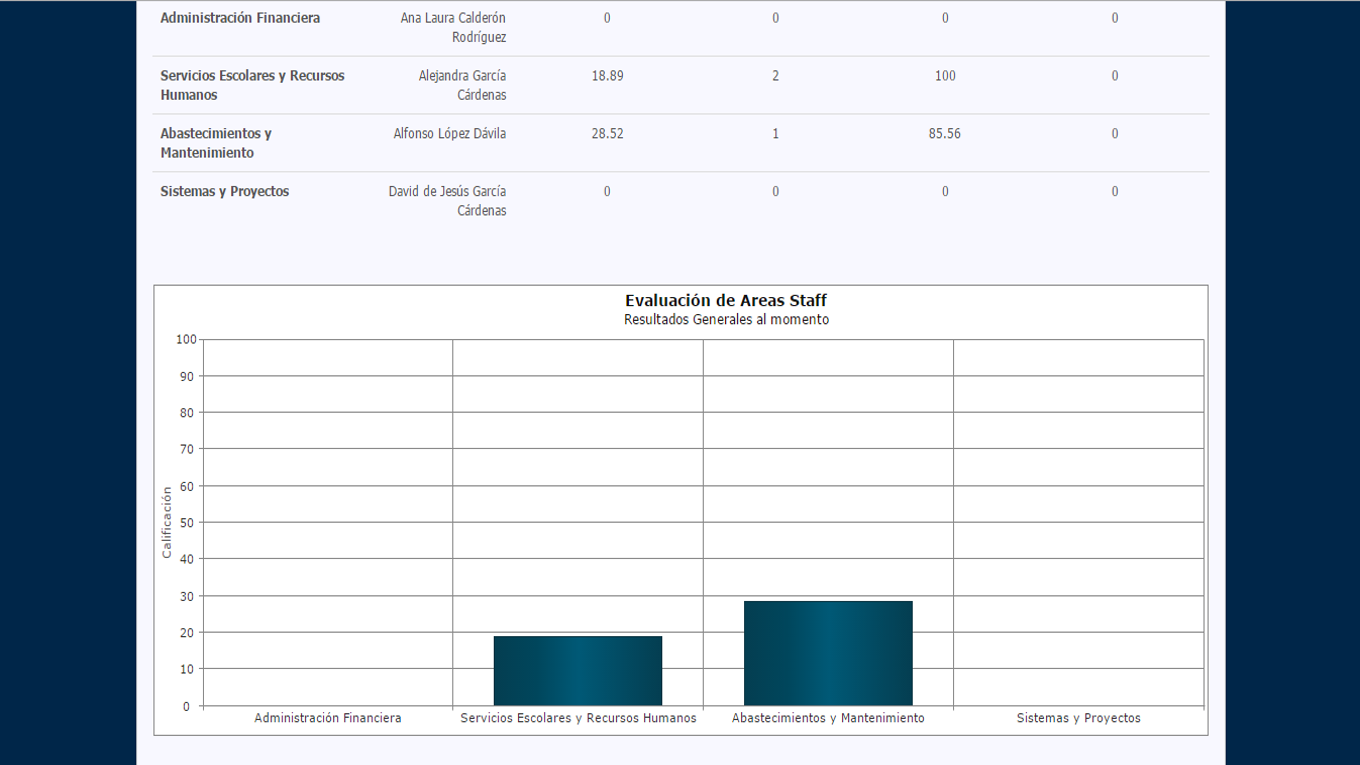 Administración Financiera Ana Laura Calderón 0 0 0 0
Rodríguez
Servicios Escolares y Recursos Alejandra García 18.89 2 100 0
Humanos Cárdenas
Abastecimientos y Alfonso López Dávila 28.52 1 85.56 0
Mantenimiento
Sistemas y Proyectos David de Jesús García 0 0 0 0
Cárdenas
Evaluación de Areas Staff
Resultados Generales al momento
100
90
80
70
60
50
40
30
20
10
0
Calificación
Administración Financiera Servicios Escolares y Recursos Humanos Abastecimientos y Mantenimiento Sistemas y Proyectos